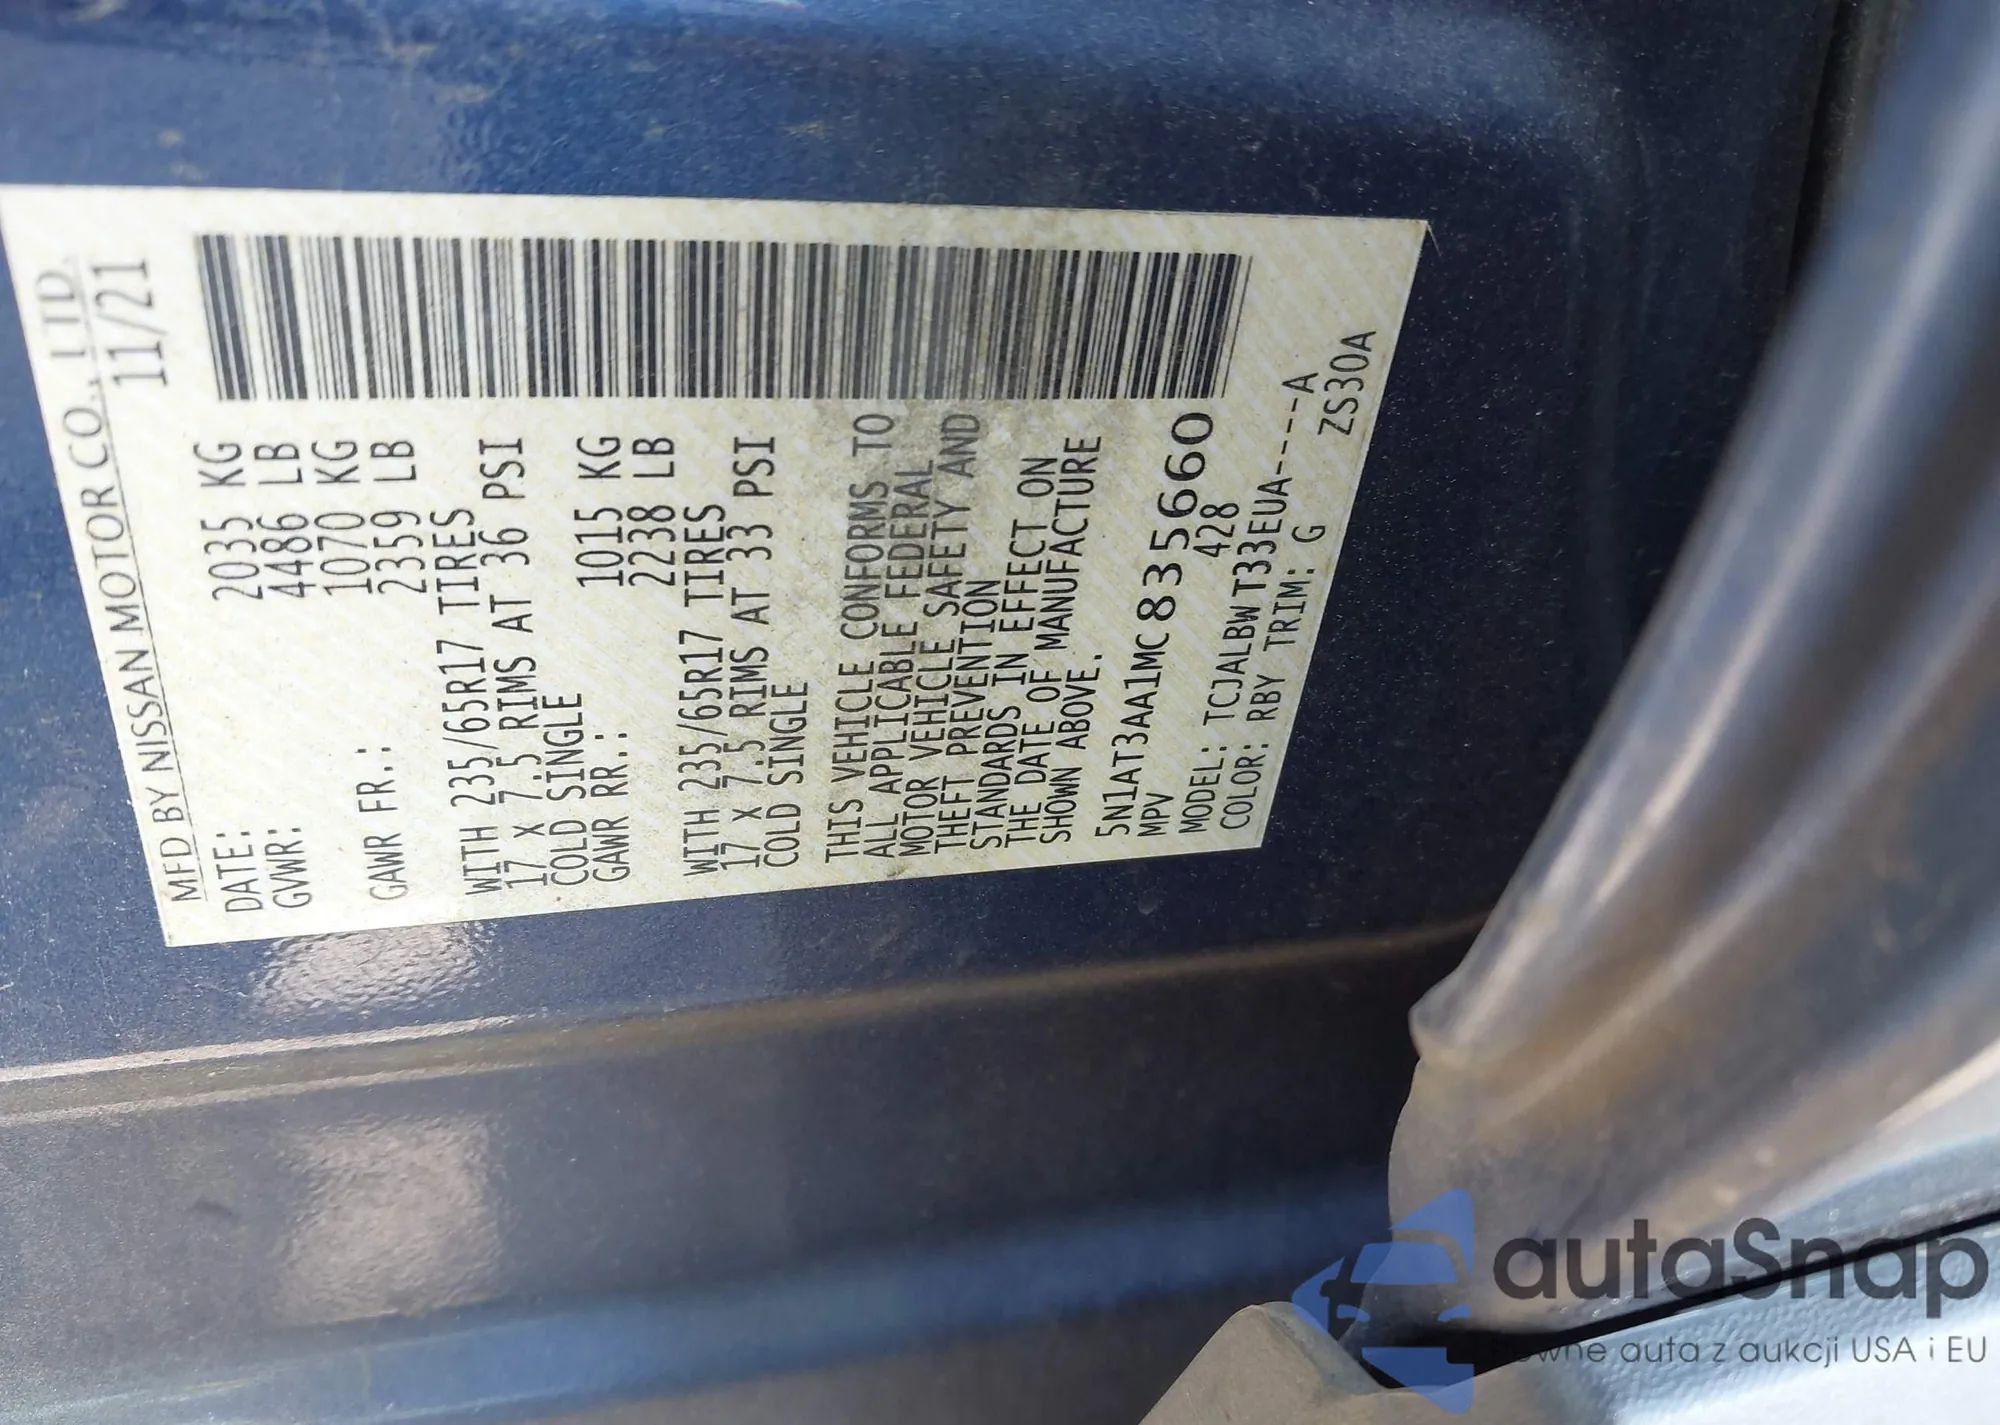 MFD BY NISSAN MOTOR CO., LTD.
DATE: 11/21
GVWR: 2035 KG
4486 LB
GAWR FR.: 1070 KG
2359 LB
WITH 235/65R17 TIRES
17 X 7.5 RIMS AT 36 PSI
COLD SINGLE
GAWR RR.: 1015 KG
2238 LB
WITH 235/65R17 TIRES
17 X 7.5 RIMS AT 33 PSI
COLD SINGLE
THIS VEHICLE CONFORMS TO
ALL APPLICABLE FEDERAL
MOTOR VEHICLE SAFETY AND
THEFT PREVENTION
STANDARDS IN EFFECT ON
THE DATE OF MANUFACTURE
SHOWN ABOVE.
5N1AT3AA1MC835660
MPV 428
MODEL: TCJALBWT33EUA-----A
COLOR: RBY TRIM: G ZS30A
autoSnap
auta z aukcji USA i EU